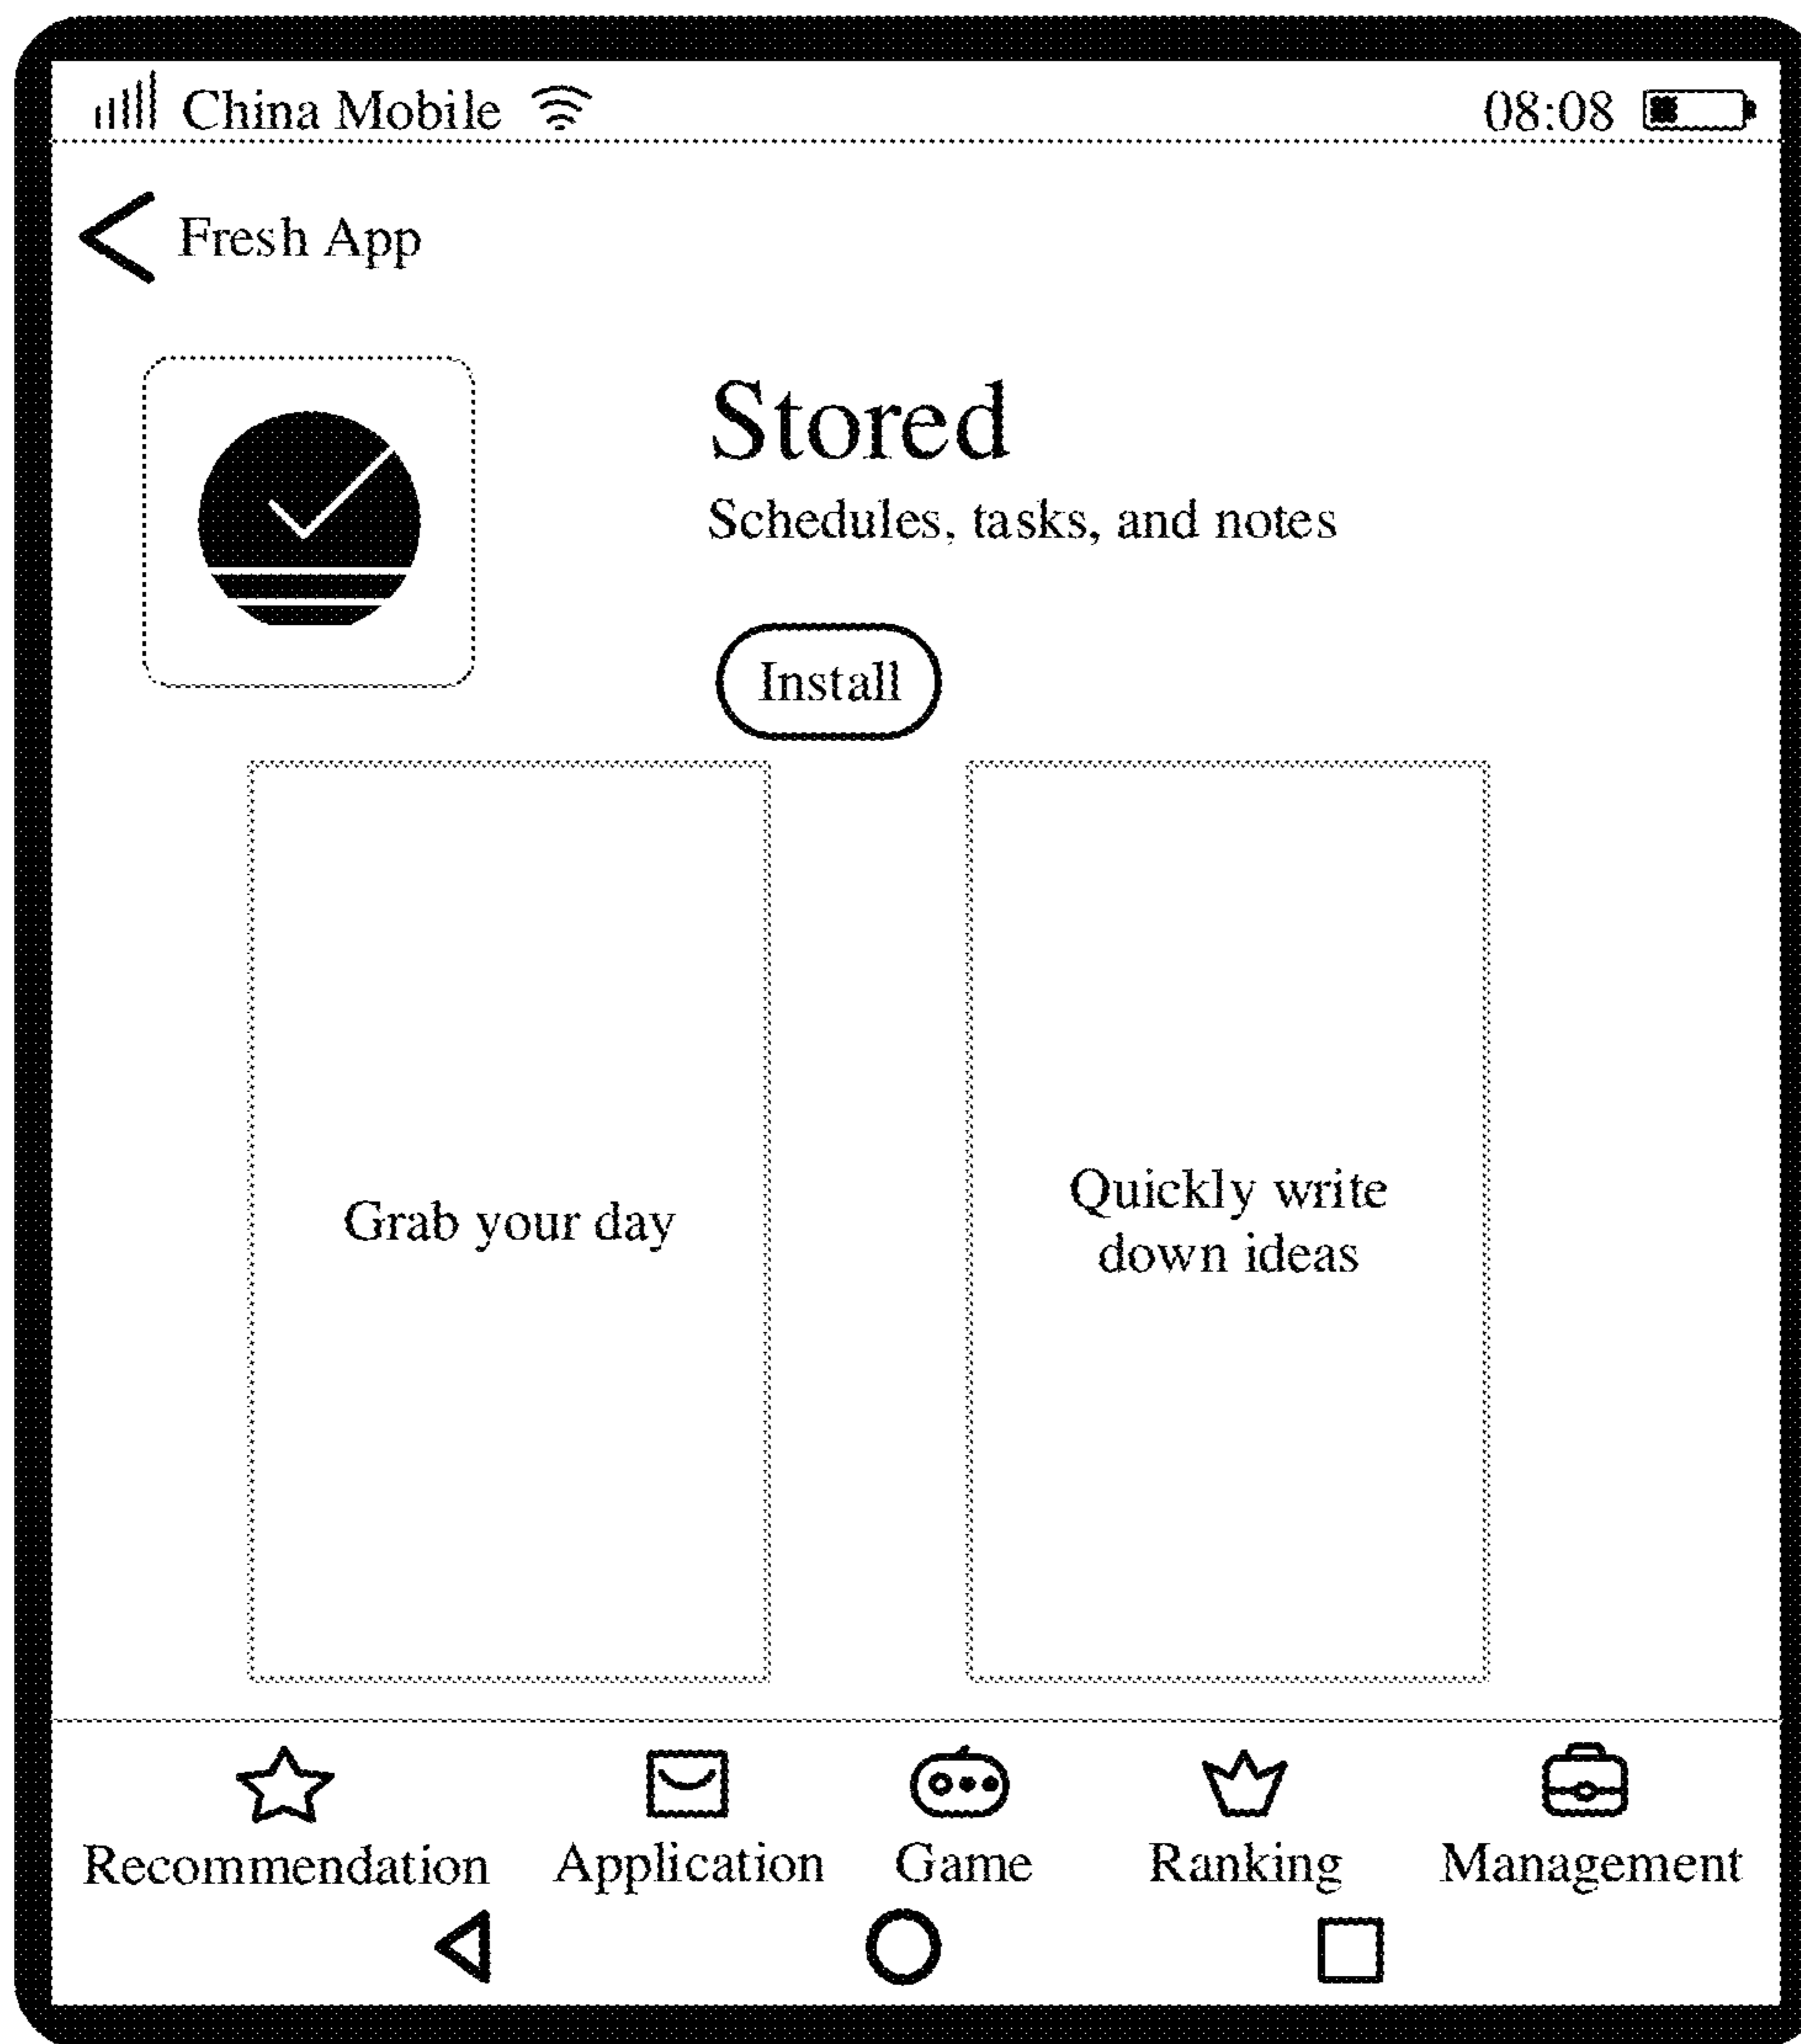 China Mobile 08:08
Fresh App
Stored
Schedules, tasks, and notes
Install
Grab your day
Quickly write
down ideas
Recommendation Application Game Ranking Management